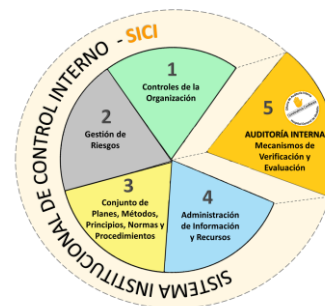 SISTEMA INSTITUCIONAL DE CONTROL INTERNO - SICI
1
Controles de la
Organización
2
Gestión de
Riesgos
3
Conjunto de
Planes, Métodos,
Principios, Normas y
Procedimientos
4
Administración
de Información
y Recursos
5
AUDITORÍA INTERNA
Mecanismos de
Verificación y
Evaluación